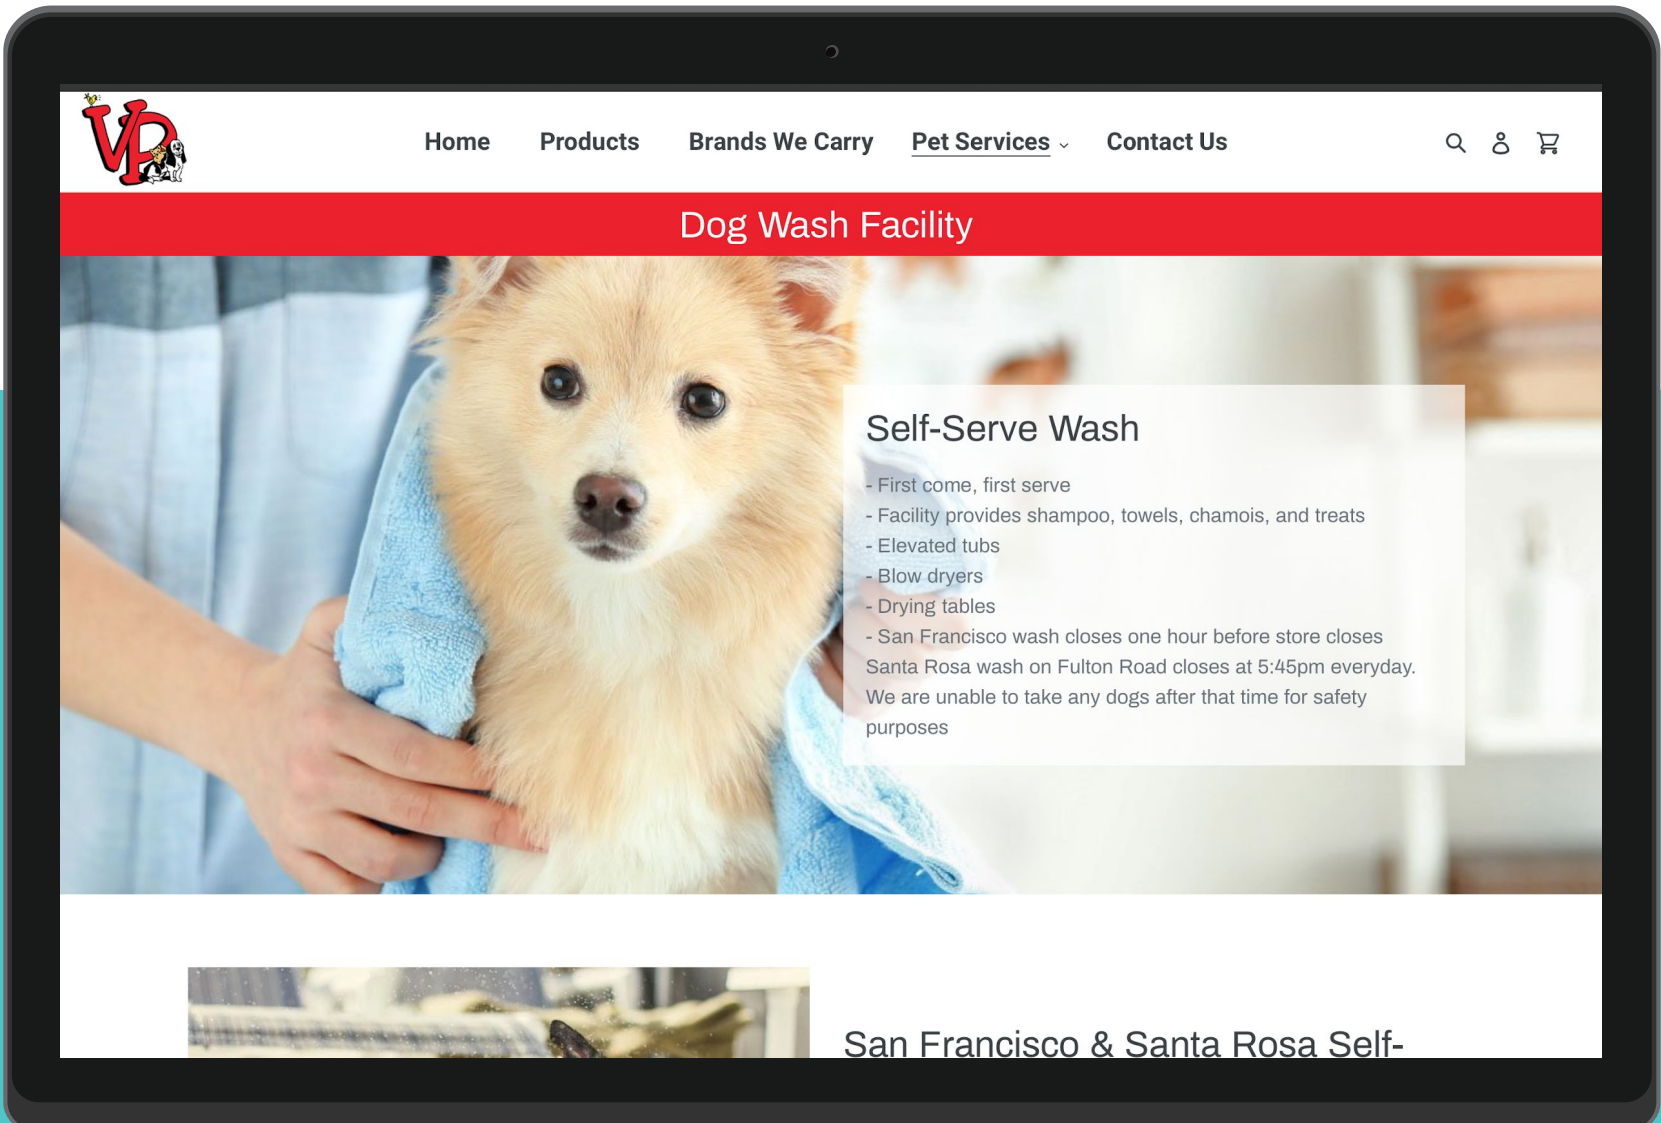 VP
Home Products Brands We Carry Pet Services Contact Us
Dog Wash Facility
Self-Serve Wash
- First come, first serve
- Facility provides shampoo, towels, chamois, and treats
- Elevated tubs
- Blow dryers
- Drying tables
- San Francisco wash closes one hour before store closes
Santa Rosa wash on Fulton Road closes at 5:45pm everyday.
We are unable to take any dogs after that time for safety
purposes
San Francisco & Santa Rosa Self-